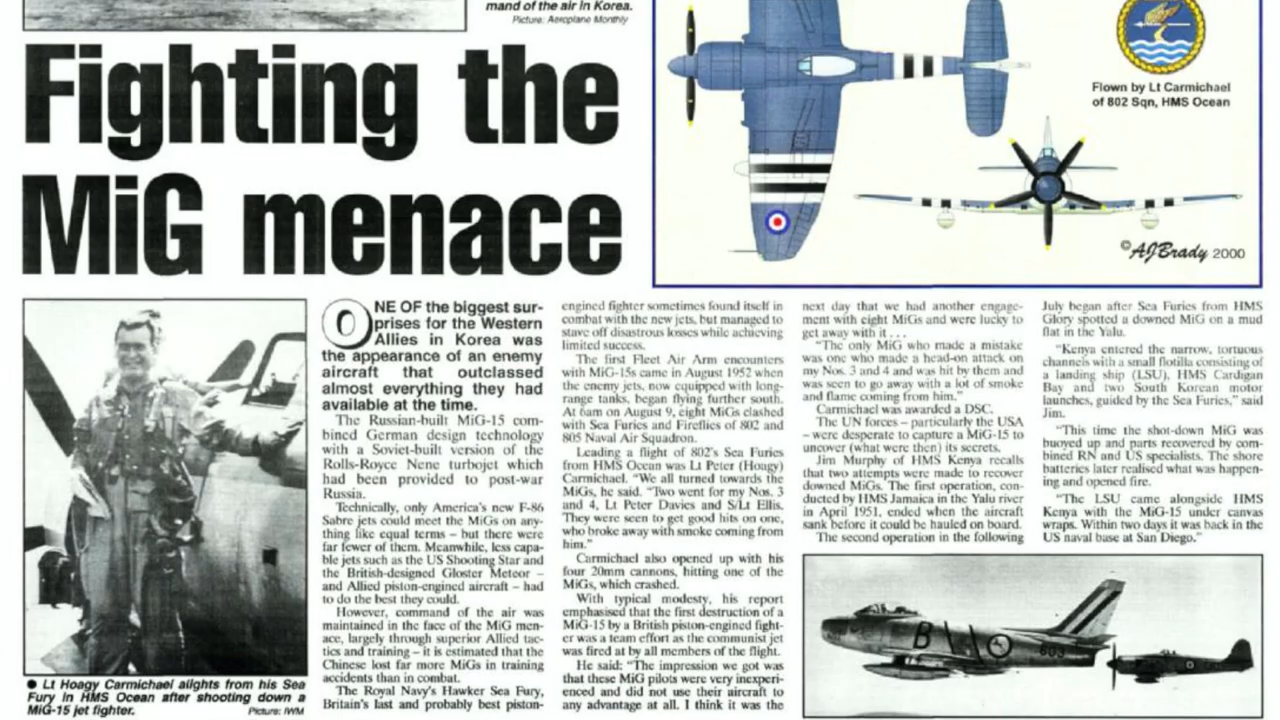 mand of the air in Korea.
Picture: Aeroplane Monthly
Fighting the
MiG menace
Flown by Lt Carmichael
of 802 Sqn, HMS Ocean
©AJBrady 2000
● Lt Hoagy Carmichael alights from his Sea
Fury in HMS Ocean after shooting down a
MiG-15 jet fighter.
Picture: IWM
ONE OF the biggest sur-
prises for the Western
Allies in Korea was
the appearance of an enemy
aircraft that outclassed
almost everything they had
available at the time.
The Russian-built MiG-15 com-
bined German design technology
with a Soviet-built version of the
Rolls-Royce Nene turbojet which
had been provided to post-war
Russia.
Technically, only America's new F-86
Sabre jets could meet the MiGs on any-
thing like equal terms – but there were
far fewer of them. Meanwhile, less capa-
ble jets such as the US Shooting Star and
the British-designed Gloster Meteor –
and Allied piston-engined aircraft – had
to do the best they could.
However, command of the air was
maintained in the face of the MiG men-
ace, largely through superior Allied tac-
tics and training – it is estimated that the
Chinese lost far more MiGs in training
accidents than in combat.
The Royal Navy's Hawker Sea Fury,
Britain's last and probably best piston-
engined fighter sometimes found itself in
combat with the new jets, but managed to
stave off disastrous losses while achieving
limited success.
The first Fleet Air Arm encounters
with MiG-15s came in August 1952 when
the enemy jets, now equipped with long-
range tanks, began flying further south.
At 6am on August 9, eight MiGs clashed
with Sea Furies and Fireflies of 802 and
805 Naval Air Squadron.
Leading a flight of 802's Sea Furies
from HMS Ocean was Lt Peter (Hoagy)
Carmichael. "We all turned towards the
MiGs, he said. "Two went for my Nos. 3
and 4, Lt Peter Davies and S/Lt Ellis.
They were seen to get good hits on one,
who broke away with smoke coming from
him."
Carmichael also opened up with his
four 20mm cannons, hitting one of the
MiGs, which crashed.
With typical modesty, his report
emphasised that the first destruction of a
MiG-15 by a British piston-engined fight-
er was a team effort as the communist jet
was fired at by all members of the flight.
He said: "The impression we got was
that these MiG pilots were very inexperi-
enced and did not use their aircraft to
any advantage at all. I think it was the
next day that we had another engage-
ment with eight MiGs and were lucky to
get away with it . . .
"The only MiG who made a mistake
was one who made a head-on attack on
my Nos. 3 and 4 and was hit by them and
was seen to go away with a lot of smoke
and flame coming from him."
Carmichael was awarded a DSC.
The UN forces – particularly the USA
– were desperate to capture a MiG-15 to
uncover (what were then) its secrets.
Jim Murphy of HMS Kenya recalls
that two attempts were made to recover
downed MiGs. The first operation, con-
ducted by HMS Jamaica in the Yalu river
in April 1951, ended when the aircraft
sank before it could be hauled on board.
The second operation in the following
July began after Sea Furies from HMS
Glory spotted a downed MiG on a mud
flat in the Yalu.
"Kenya entered the narrow, tortuous
channels with a small flotilla consisting of
a landing ship (LSU), HMS Cardigan
Bay and two South Korean motor
launches, guided by the Sea Furies," said
Jim.
"This time the shot-down MiG was
buoyed up and parts recovered by com-
bined RN and US specialists. The shore
batteries later realised what was happen-
ing and opened fire.
"The LSU came alongside HMS
Kenya with the MiG-15 under canvas
wraps. Within two days it was back in the
US naval base at San Diego."
B
603